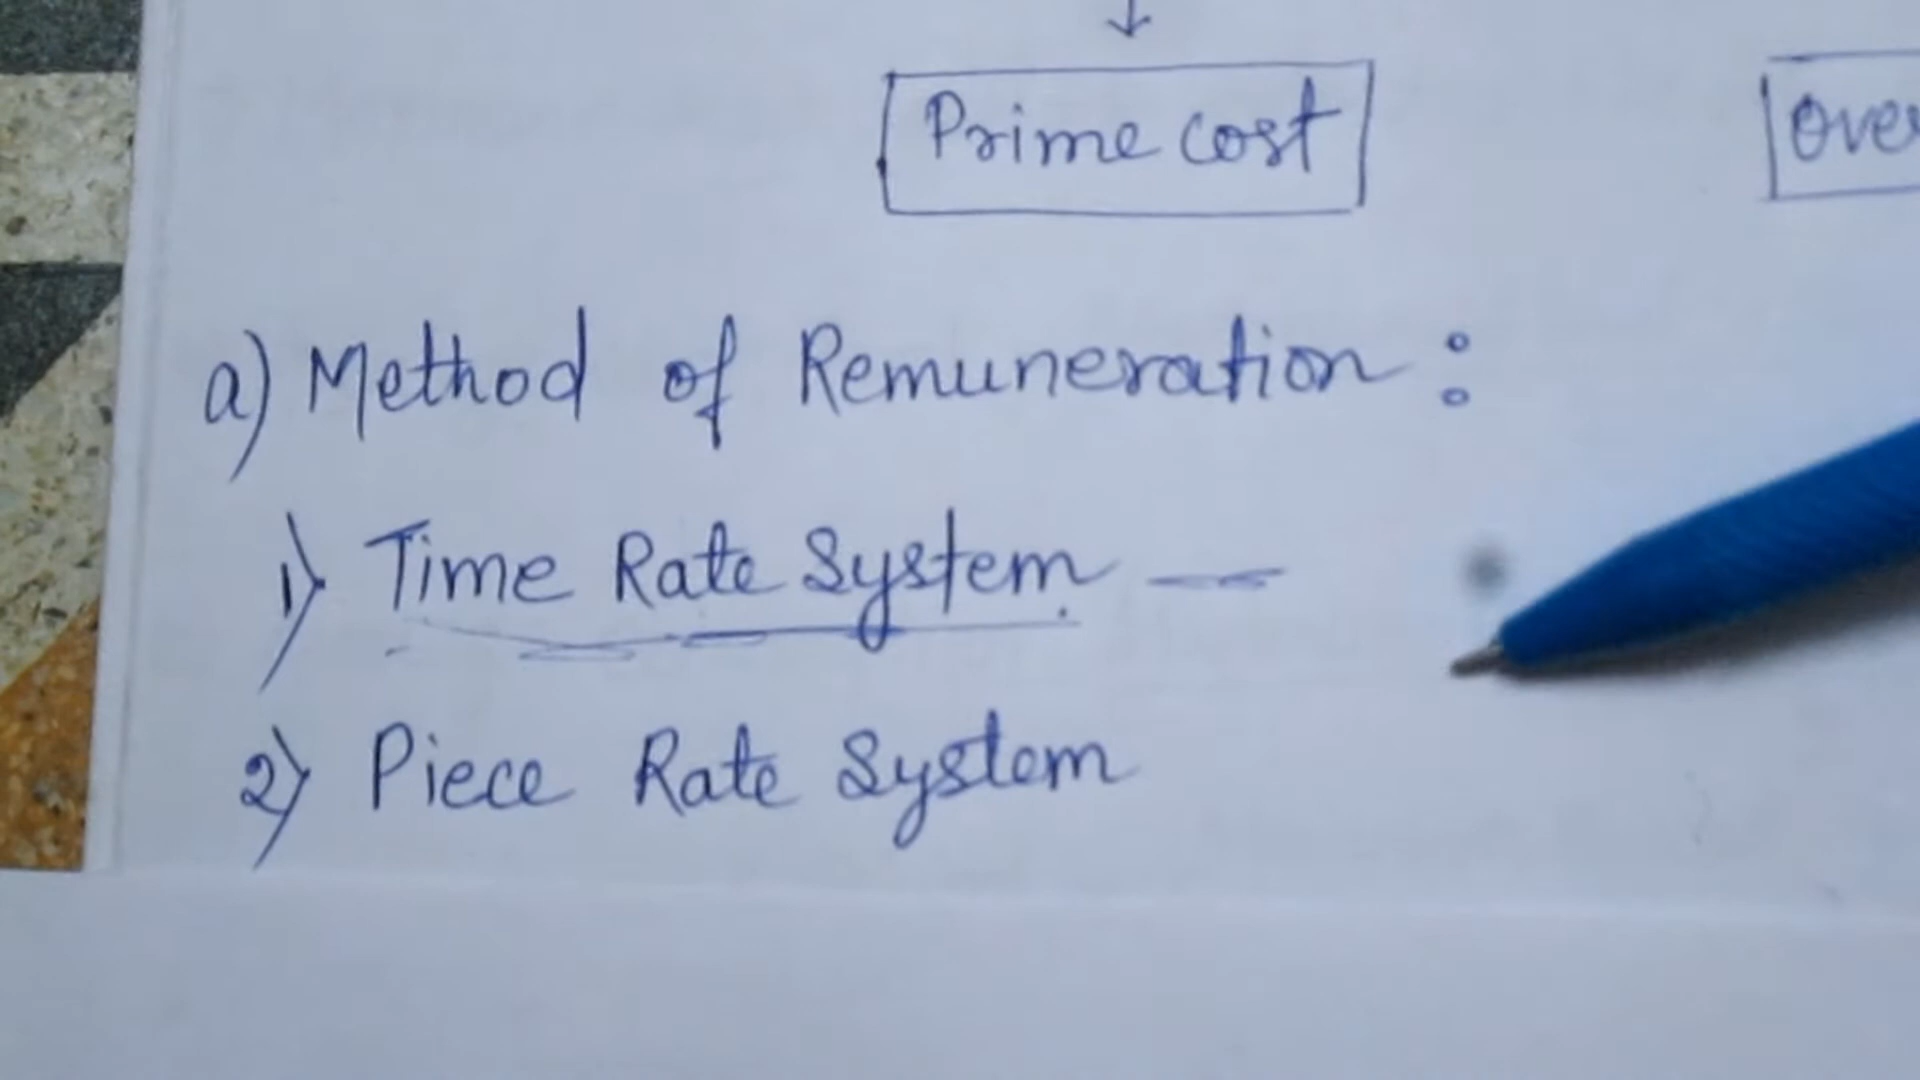 Prime cost
a) Method of Remuneration :
1) Time Rate System —
2) Piece Rate System